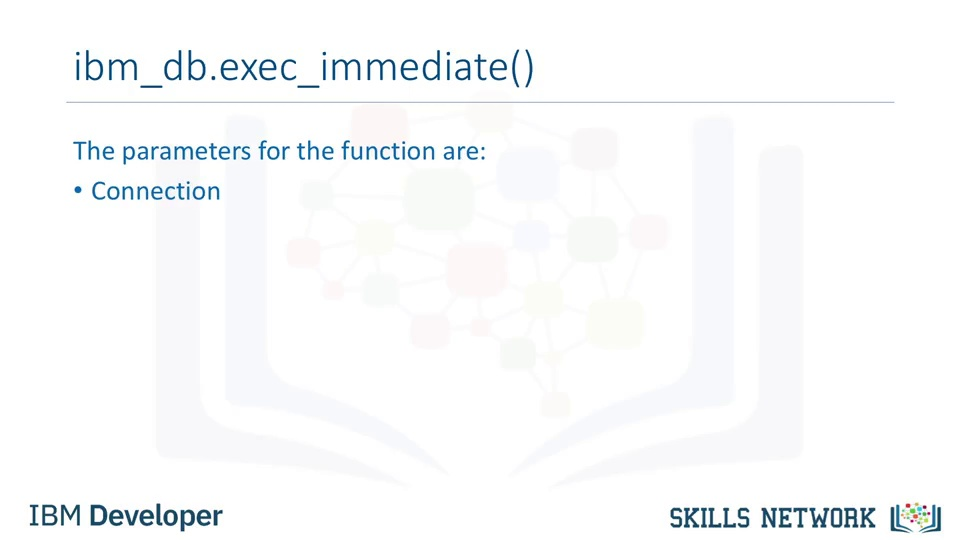 ibm_db.exec_immediate()
The parameters for the function are:
• Connection
IBM Developer
SKILLS NETWORK